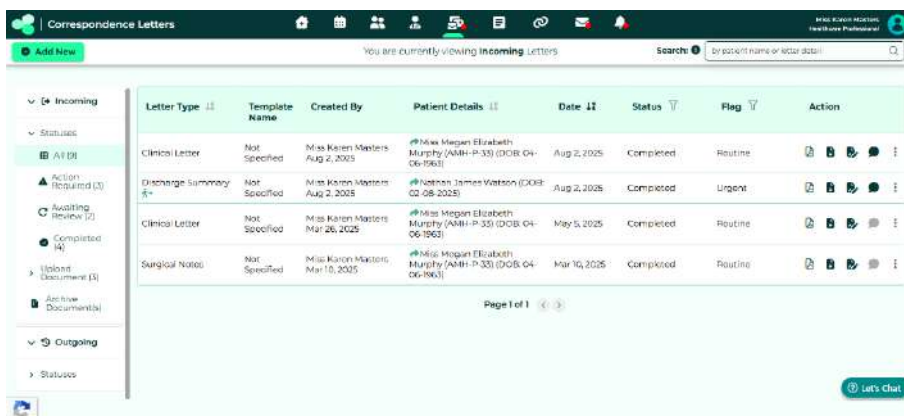 Correspondence Letters
Miss Karen Masters
Healthcare Professional
Add New
You are currently viewing Incoming Letters
Search:
by patient name or letter detail
Incoming
Statuses
All (9)
Action
Required (3)
Awaiting
Review (2)
Completed
(4)
Upload
Document (3)
Archive
Document(s)
Outgoing
Statuses
Letter Type Template Created By Patient Details Date Status Flag Action
Name
Clinical Letter Not Specified Miss Karen Masters Aug 2, 2025 Miss Megan Elizabeth Murphy (AMH-P-33) (DOB: 04-06-1963) Aug 2, 2025 Completed Routine
Discharge Summary Not Specified Miss Karen Masters Aug 2, 2025 Nathan James Watson (DOB: 02-08-2025) Aug 2, 2025 Completed Urgent
Clinical Letter Not Specified Miss Karen Masters Mar 26, 2025 Miss Megan Elizabeth Murphy (AMH-P-33) (DOB: 04-06-1963) May 5, 2025 Completed Routine
Surgical Notes Not Specified Miss Karen Masters Mar 10, 2025 Miss Megan Elizabeth Murphy (AMH-P-33) (DOB: 04-06-1963) Mar 10, 2025 Completed Routine
Page 1 of 1
Let's Chat